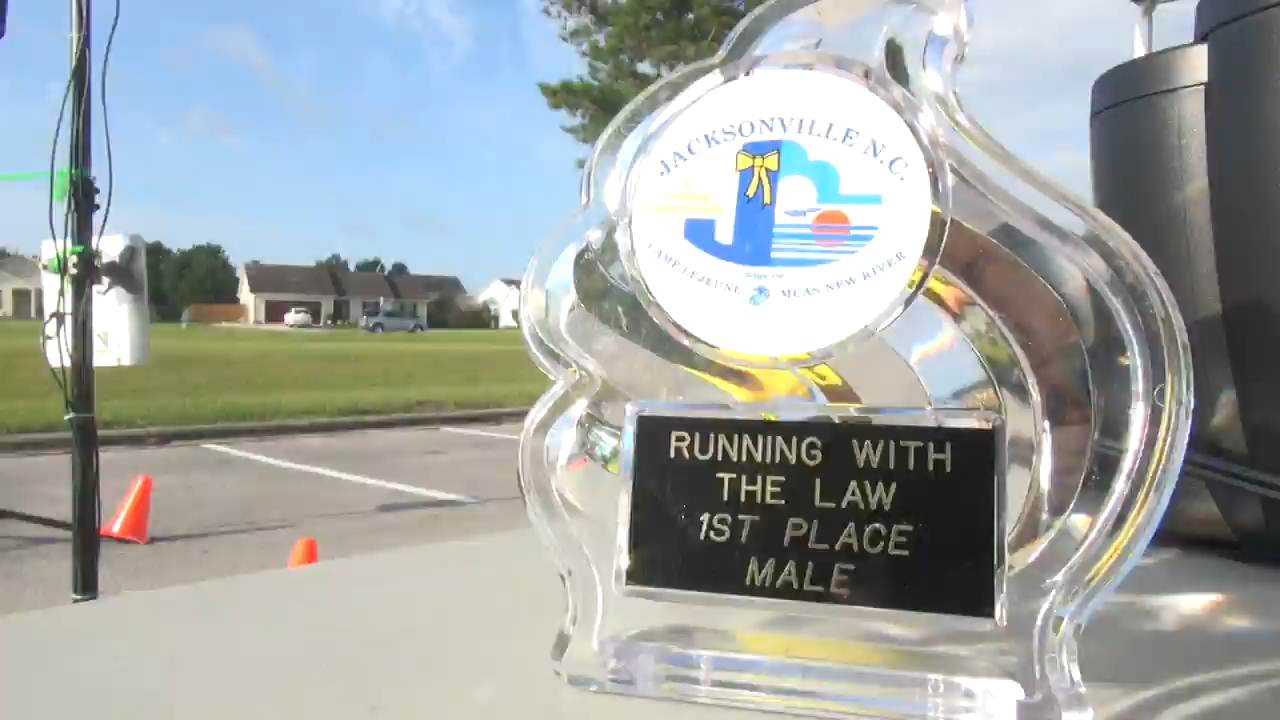 JACKSONVILLE N.C.
CAMP LEJEUNE MCAS NEW RIVER
RUNNING WITH
THE LAW
1ST PLACE
MALE